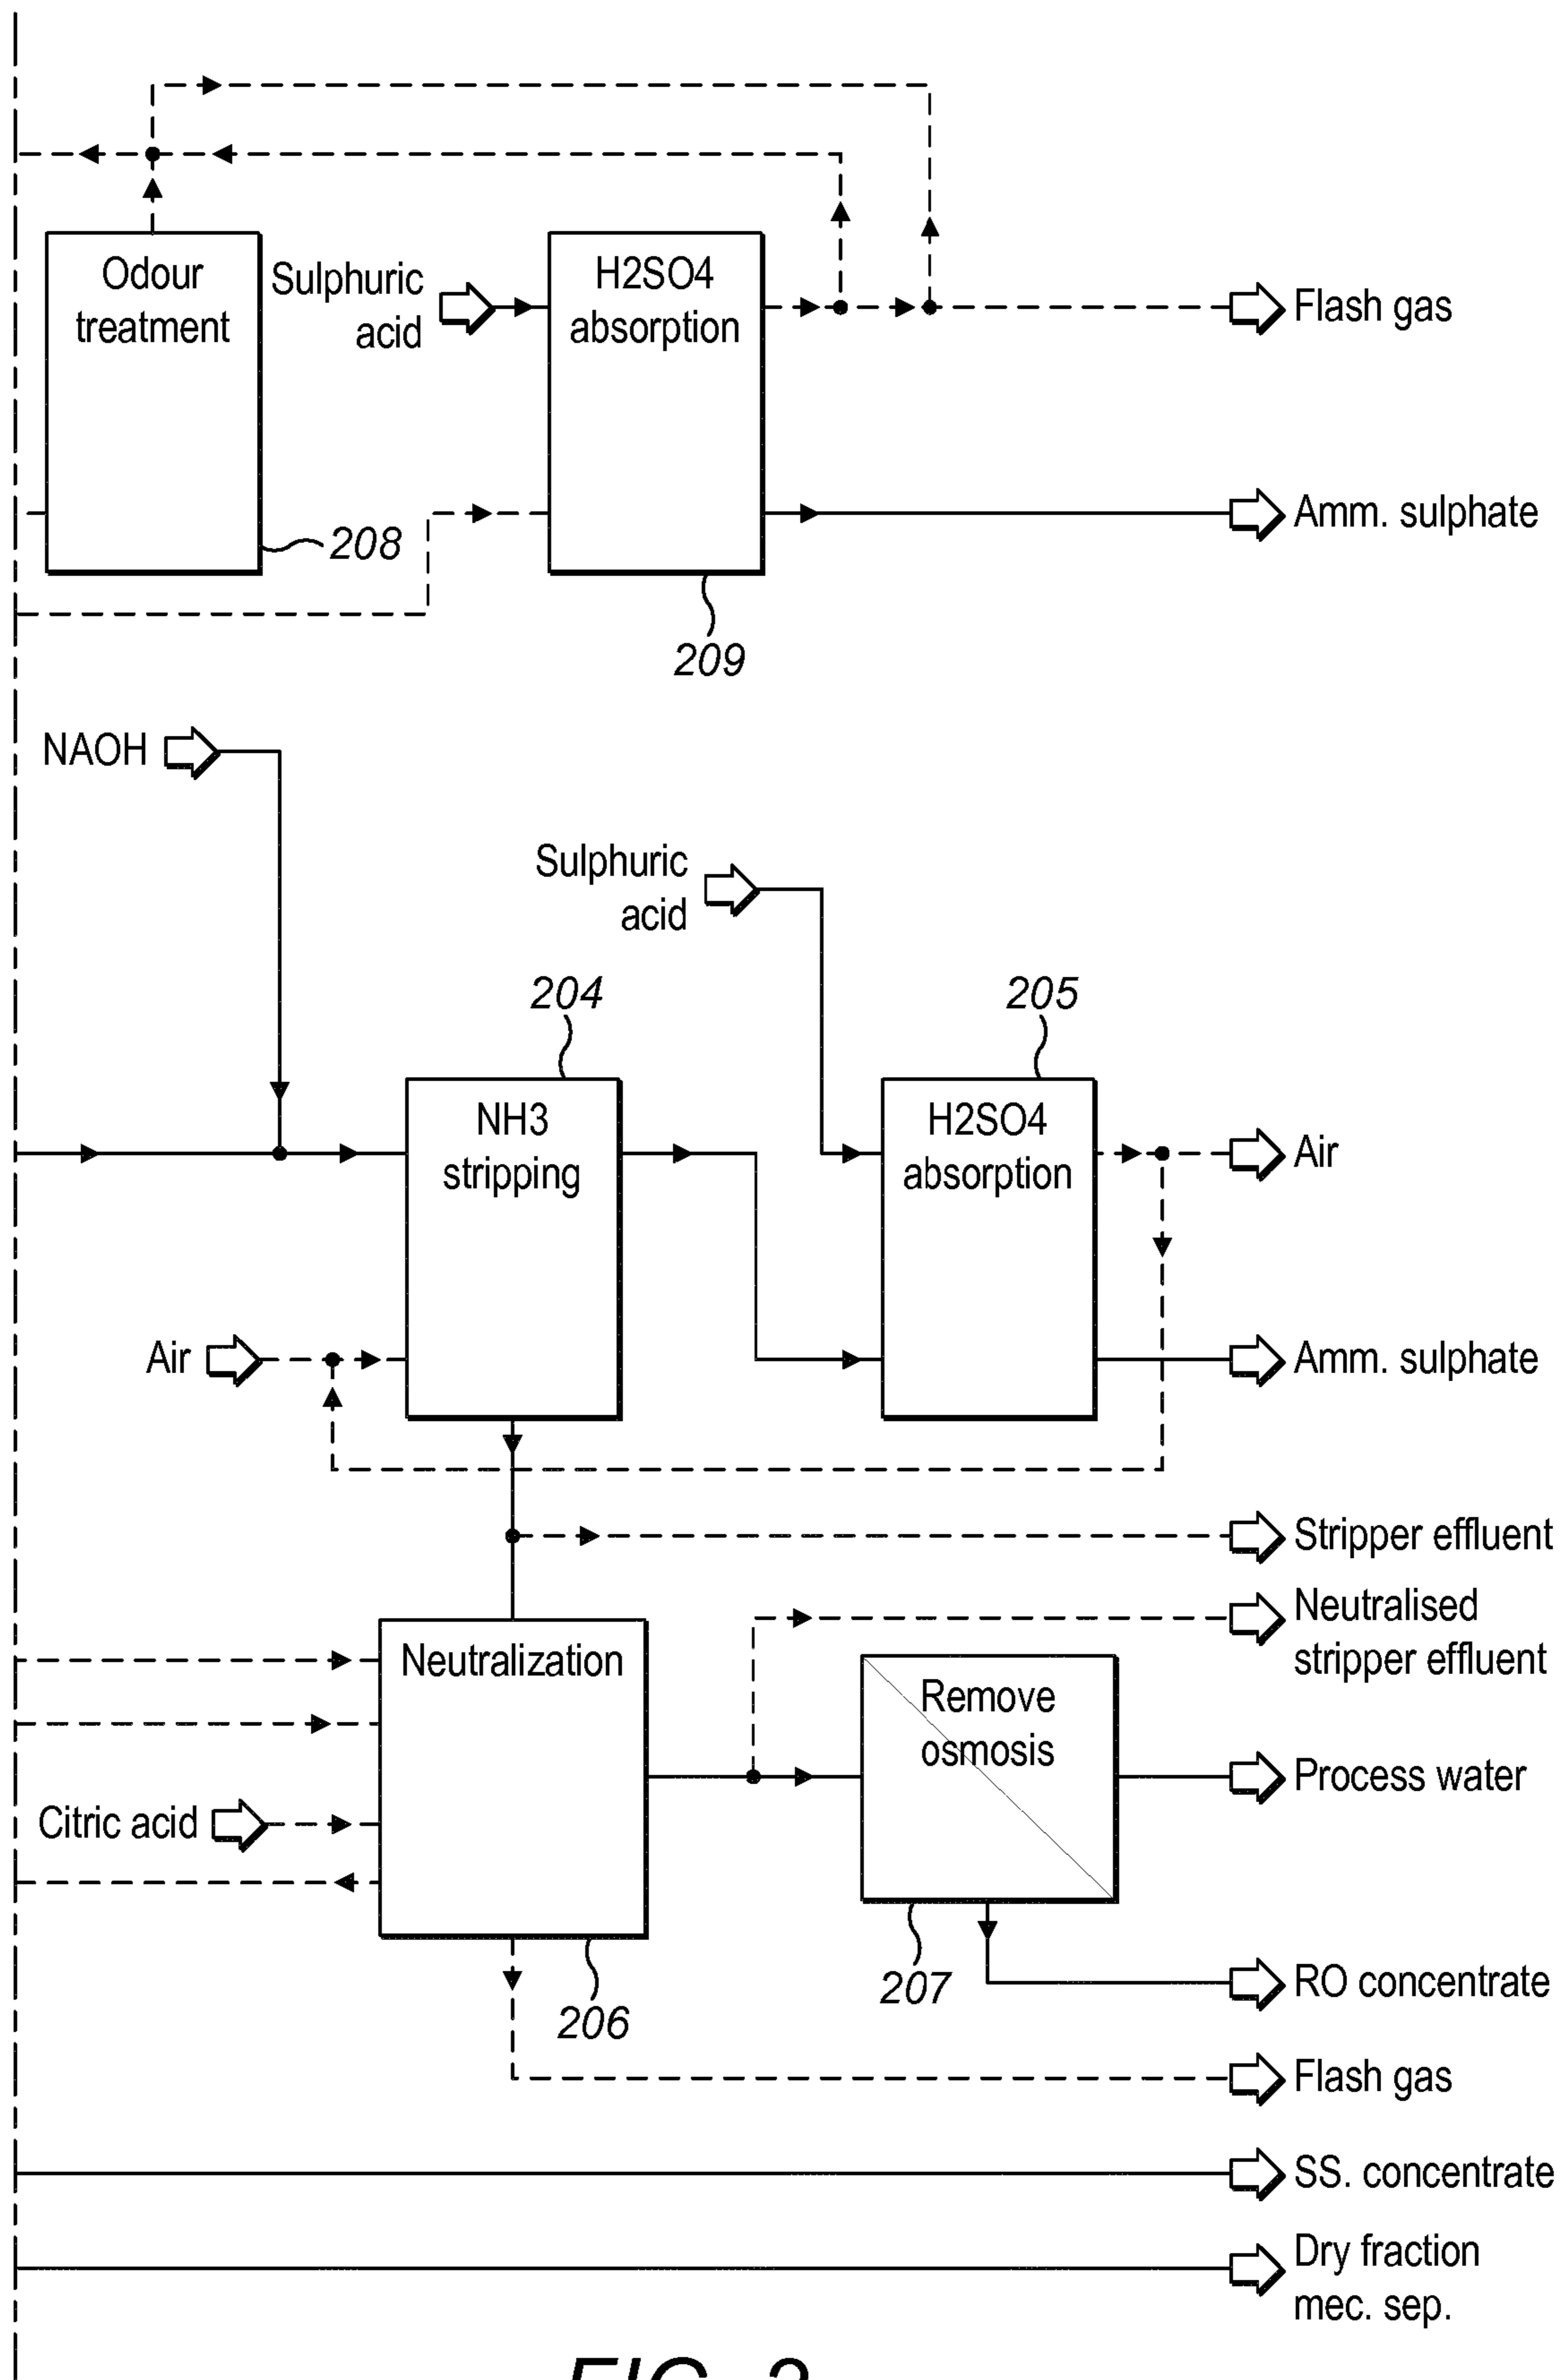 Odour
treatment
Sulphuric
acid
H2SO4
absorption
Flash gas
Amm. sulphate
208
209
NAOH
Sulphuric
acid
204
205
NH3
stripping
H2SO4
absorption
Air
Air
Amm. sulphate
Stripper effluent
Neutralised
stripper effluent
Neutralization
Remove
osmosis
Process water
Citric acid
207
RO concentrate
206
Flash gas
SS. concentrate
Dry fraction
mec. sep.